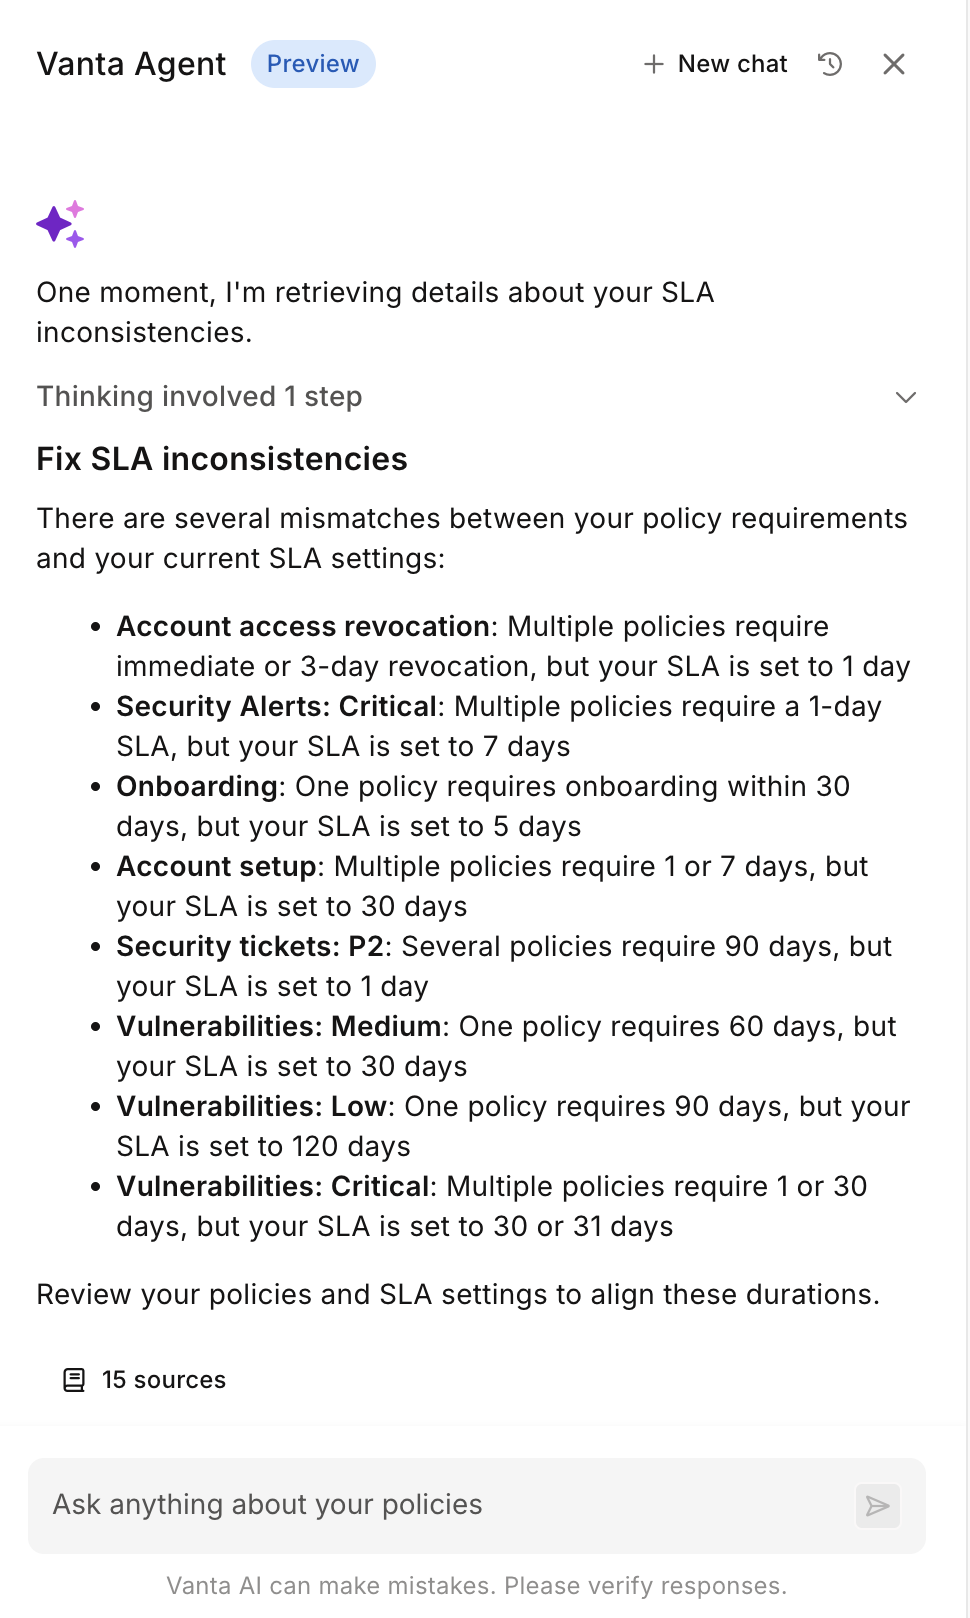 Vanta Agent Preview + New chat
One moment, I'm retrieving details about your SLA
inconsistencies.
Thinking involved 1 step
Fix SLA inconsistencies
There are several mismatches between your policy requirements
and your current SLA settings:
• Account access revocation: Multiple policies require
immediate or 3-day revocation, but your SLA is set to 1 day
• Security Alerts: Critical: Multiple policies require a 1-day
SLA, but your SLA is set to 7 days
• Onboarding: One policy requires onboarding within 30
days, but your SLA is set to 5 days
• Account setup: Multiple policies require 1 or 7 days, but
your SLA is set to 30 days
• Security tickets: P2: Several policies require 90 days, but
your SLA is set to 1 day
• Vulnerabilities: Medium: One policy requires 60 days, but
your SLA is set to 30 days
• Vulnerabilities: Low: One policy requires 90 days, but your
SLA is set to 120 days
• Vulnerabilities: Critical: Multiple policies require 1 or 30
days, but your SLA is set to 30 or 31 days
Review your policies and SLA settings to align these durations.
15 sources
Ask anything about your policies
Vanta AI can make mistakes. Please verify responses.